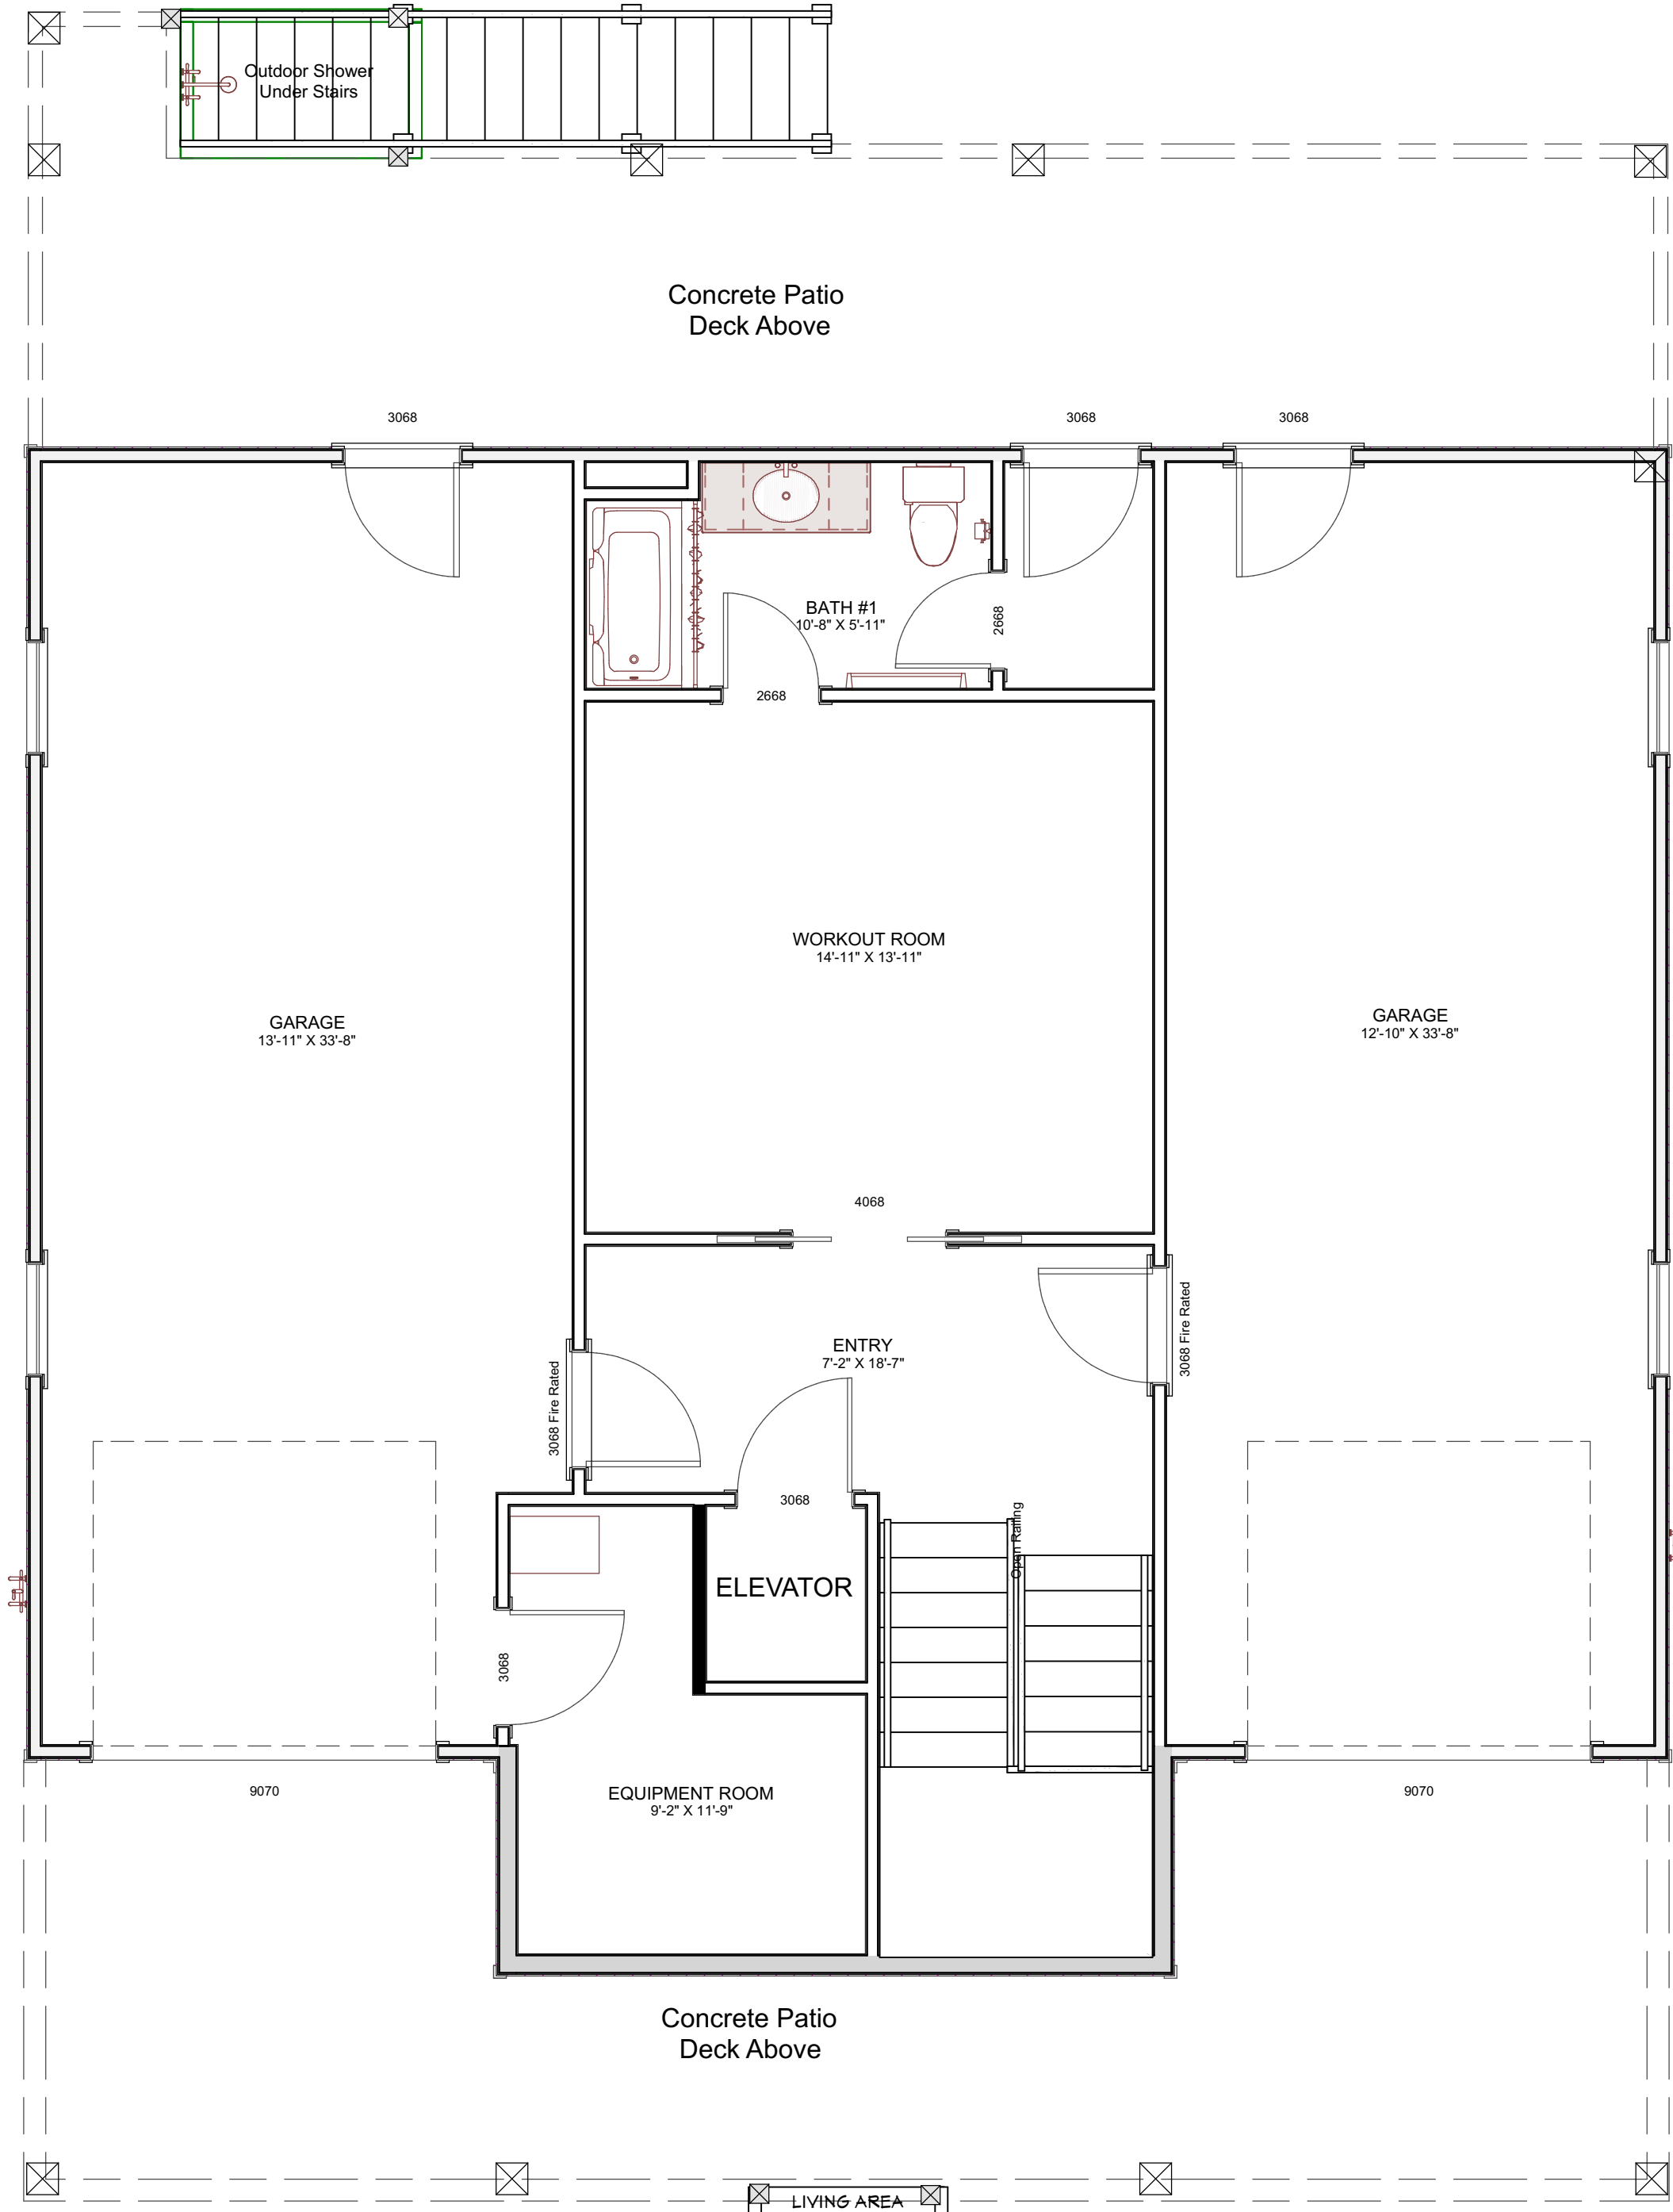 Outdoor Shower
Under Stairs
Concrete Patio
Deck Above
3068
3068
3068
BATH #1
10'-8" X 5'-11"
2668
2668
WORKOUT ROOM
14'-11" X 13'-11"
GARAGE
13'-11" X 33'-8"
GARAGE
12'-10" X 33'-8"
4068
3068 Fire Rated
ENTRY
7'-2" X 18'-7"
3068 Fire Rated
3068
Open Railing
ELEVATOR
3068
EQUIPMENT ROOM
9'-2" X 11'-9"
9070
9070
Concrete Patio
Deck Above
LIVING AREA